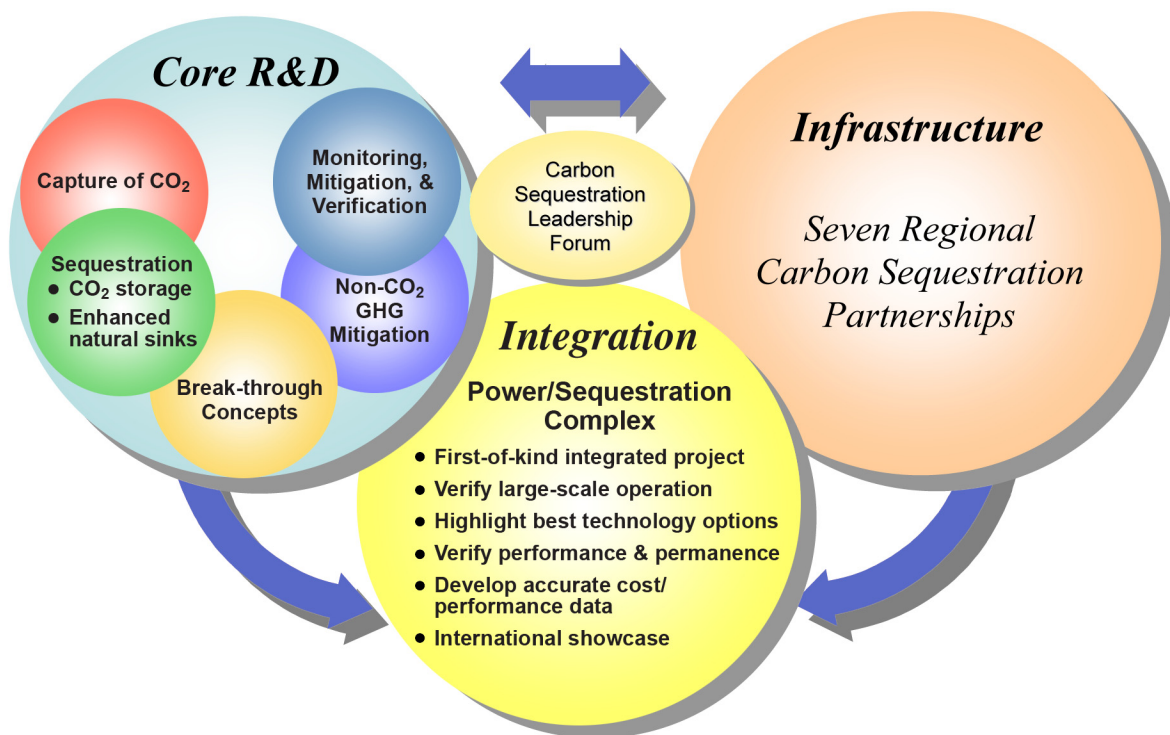 Core R&D
Capture of CO₂
Sequestration
● CO₂ storage
● Enhanced
natural sinks
Break-through
Concepts
Monitoring,
Mitigation, &
Verification
Non-CO₂
GHG
Mitigation
Carbon
Sequestration
Leadership
Forum
Infrastructure
Seven Regional
Carbon Sequestration
Partnerships
Integration
Power/Sequestration
Complex
● First-of-kind integrated project
● Verify large-scale operation
● Highlight best technology options
● Verify performance & permanence
● Develop accurate cost/
performance data
● International showcase